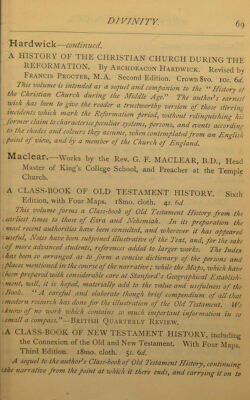 DIVINITY. 69
Hardwick—continued.
A HISTORY OF THE CHRISTIAN CHURCH DURING THE
REFORMATION. By ARCHDEACON HARDWICK. Revised by
FRANCIS PROCTER, M.A. Second Edition. Crown 8vo. 10s. 6d.
This volume is intended as a sequel and companion to the "History of
the Christian Church during the Middle Age." The author's earnest
wish has been to give the reader a trustworthy version of those stirring
incidents which mark the Reformation period, without relinquishing his
former claim to characterise peculiar systems, persons, and events according
to the shades and colours they assume, when contemplated from an English
point of view, and by a member of the Church of England.
Maclear.—Works by the Rev. G. F. MACLEAR, B.D., Head
Master of King's College School, and Preacher at the Temple
Church.
A CLASS-BOOK OF OLD TESTAMENT HISTORY. Sixth
Edition, with Four Maps. 18mo. cloth. 4s. 6d.
This volume forms a Class-book of Old Testament History from the
earliest times to those of Ezra and Nehemiah. In its preparation the
most recent authorities have been consulted, and wherever it has appeared
useful, Notes have been subjoined illustrative of the Text, and, for the sake
of more advanced students, references added to larger works. The Index
has been so arranged as to form a concise dictionary of the persons and
places mentioned in the course of the narrative; while the Maps, which have
been prepared with considerable care at Stanford's Geographical Establish-
ment, will, it is hoped, materially add to the value and usefulness of the
Book. "A careful and elaborate though brief compendium of all that
modern research has done for the illustration of the Old Testament. We
know of no work which contains so much important information in so
small a compass."—BRITISH QUARTERLY REVIEW.
A CLASS-BOOK OF NEW TESTAMENT HISTORY, including
the Connexion of the Old and New Testament. With Four Maps.
Third Edition. 18mo. cloth. 5s. 6d.
A sequel to the author's Class-book of Old Testament History, continuing
the narrative from the point at which it there ends, and carrying it on to